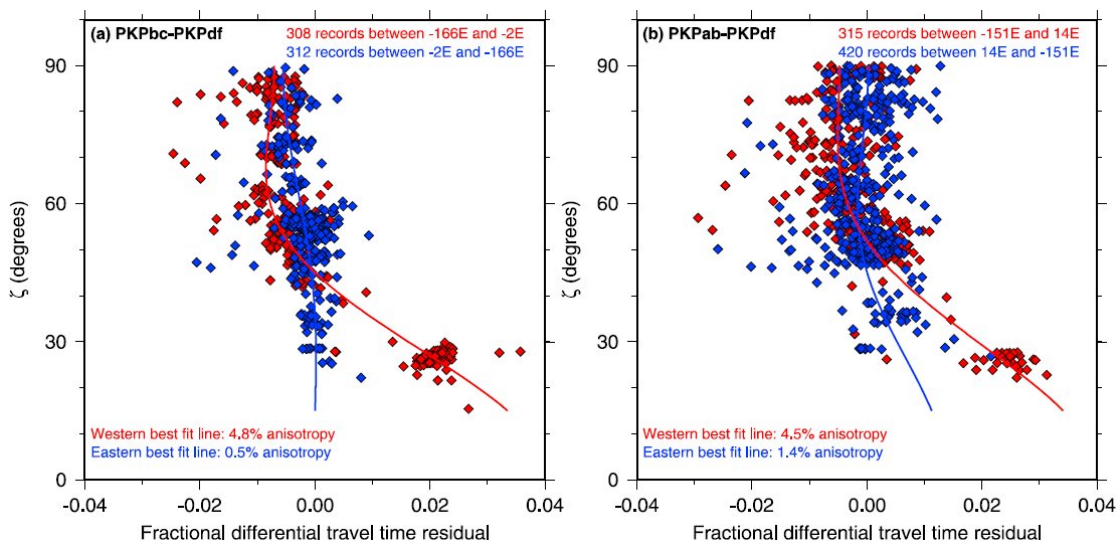 (a) PKPbc-PKPdf
308 records between -166E and -2E
312 records between -2E and -166E
90
60
30
0
ζ (degrees)
Western best fit line: 4.8% anisotropy
Eastern best fit line: 0.5% anisotropy
-0.04
-0.02
0.00
0.02
0.04
Fractional differential travel time residual
(b) PKPab-PKPdf
315 records between -151E and 14E
420 records between 14E and -151E
90
60
30
0
ζ (degrees)
Western best fit line: 4.5% anisotropy
Eastern best fit line: 1.4% anisotropy
-0.04
-0.02
0.00
0.02
0.04
Fractional differential travel time residual